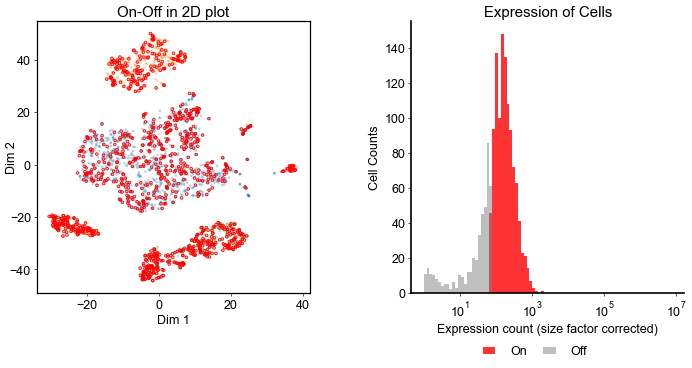 On-Off in 2D plot
Dim 2
40
20
0
−20
−40
−20 0 20 40
Dim 1
Expression of Cells
Cell Counts
140
120
100
80
60
40
20
0
10^1 10^3 10^5 10^7
Expression count (size factor corrected)
On Off